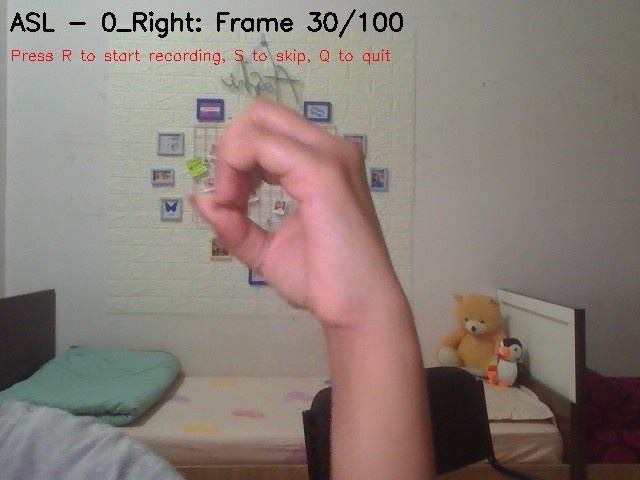 ASL - 0_Right: Frame 30/100
Press R to start recording, S to skip, Q to quit